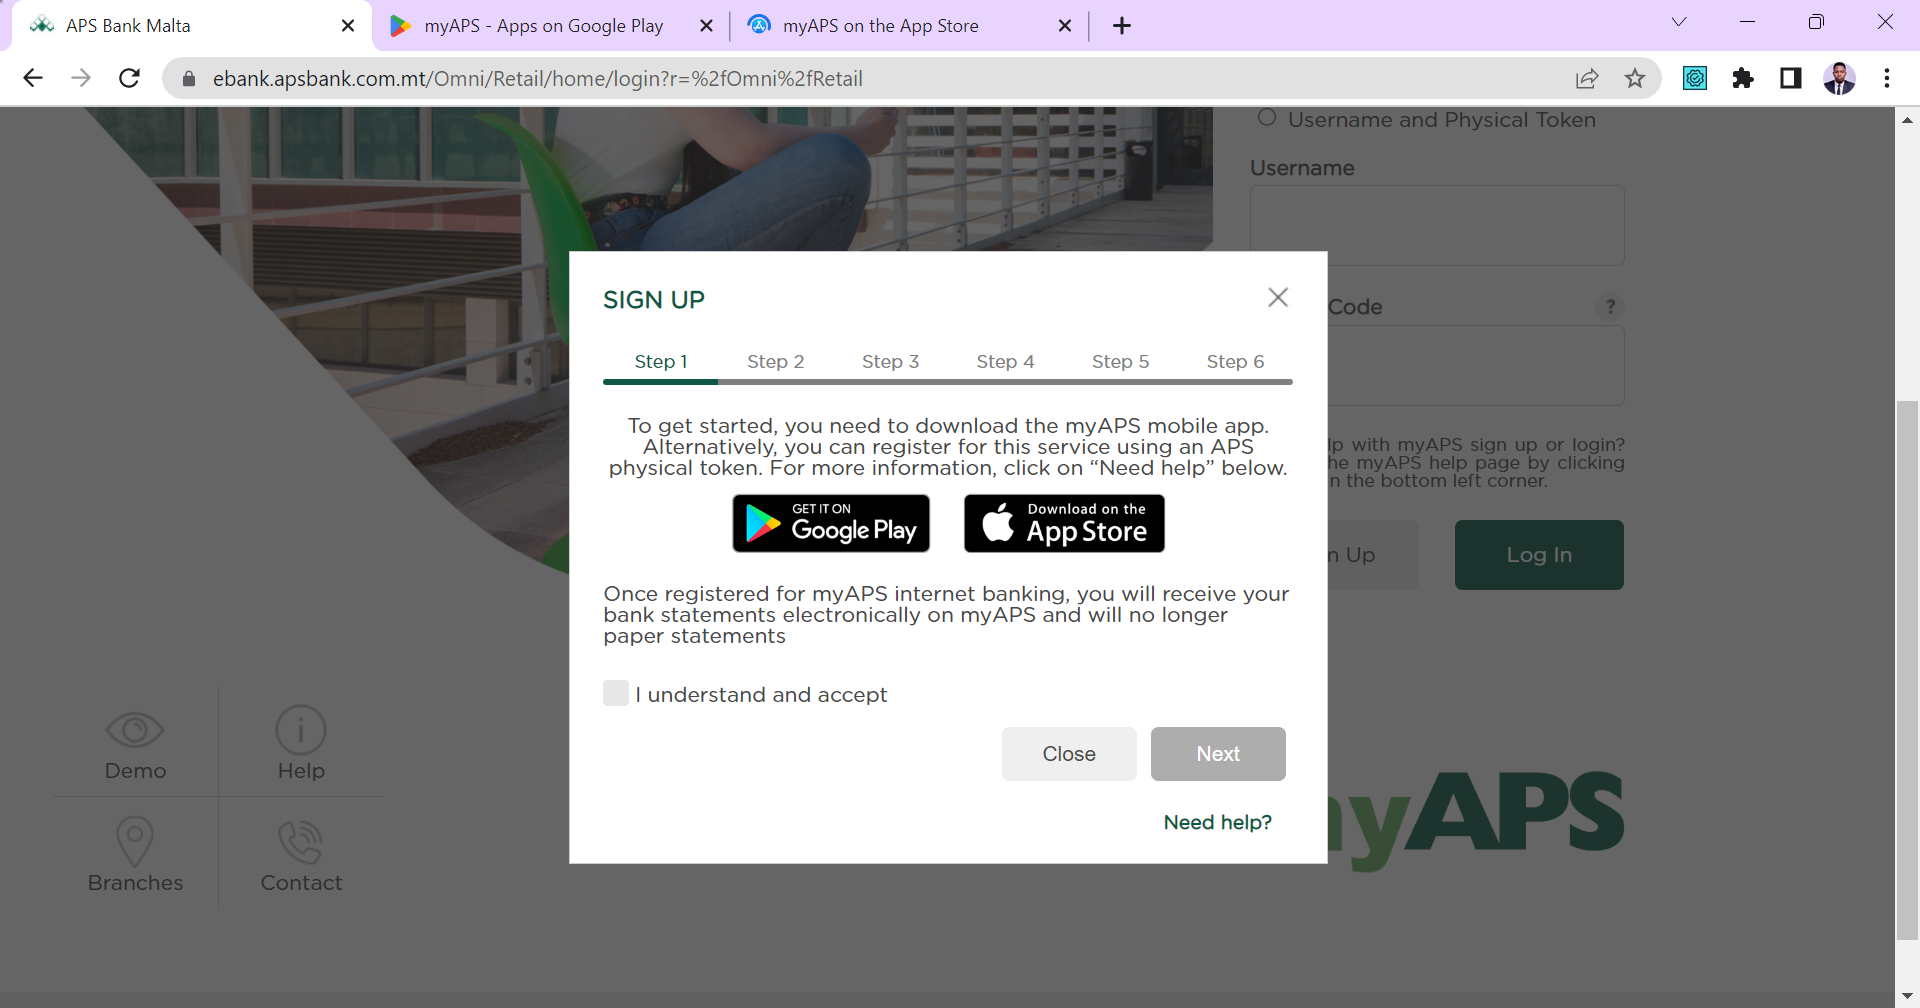 APS Bank Malta
myAPS - Apps on Google Play
myAPS on the App Store
ebank.apsbank.com.mt/Omni/Retail/home/login?r=%2fOmni%2fRetail
Username and Physical Token
Username
Code
?
lp with myAPS sign up or login?
he myAPS help page by clicking
n the bottom left corner.
n Up
Log In
SIGN UP
Step 1
Step 2
Step 3
Step 4
Step 5
Step 6
To get started, you need to download the myAPS mobile app.
Alternatively, you can register for this service using an APS
physical token. For more information, click on “Need help” below.
GET IT ON
Google Play
Download on the
App Store
Once registered for myAPS internet banking, you will receive your
bank statements electronically on myAPS and will no longer
paper statements
I understand and accept
Close
Next
Need help?
Demo
Help
Branches
Contact
yAPS